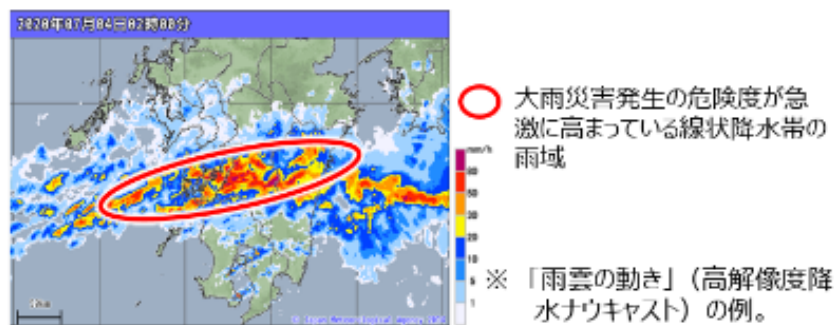 2020年07月04日02時00分
大雨災害発生の危険度が急
激に高まっている線状降水帯の
雨域
mm/h
80
50
30
20
10
5
1
※ 「雨雲の動き」（高解像度降
水ナウキャスト）の例。